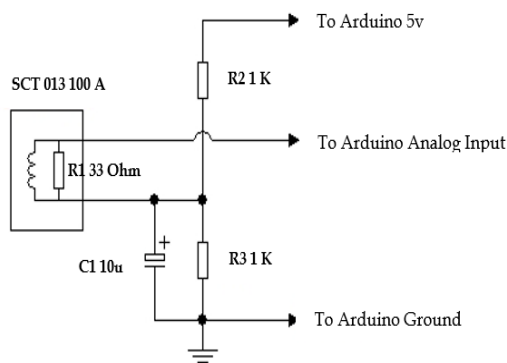 To Arduino 5v
R2 1 K
SCT 013 100 A
To Arduino Analog Input
R1 33 Ohm
+
C1 10u
R3 1 K
To Arduino Ground